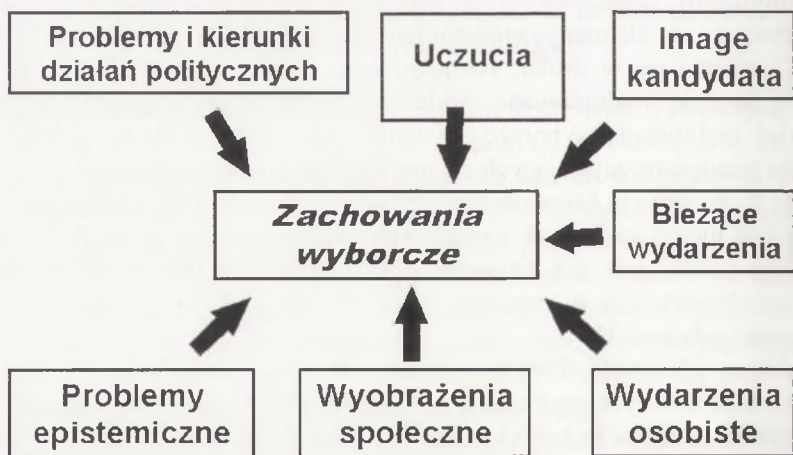 Problemy i kierunki
działań politycznych
Uczucia
Image
kandydata
Zachowania
wyborcze
Bieżące
wydarzenia
Problemy
epistemiczne
Wyobrażenia
społeczne
Wydarzenia
osobiste